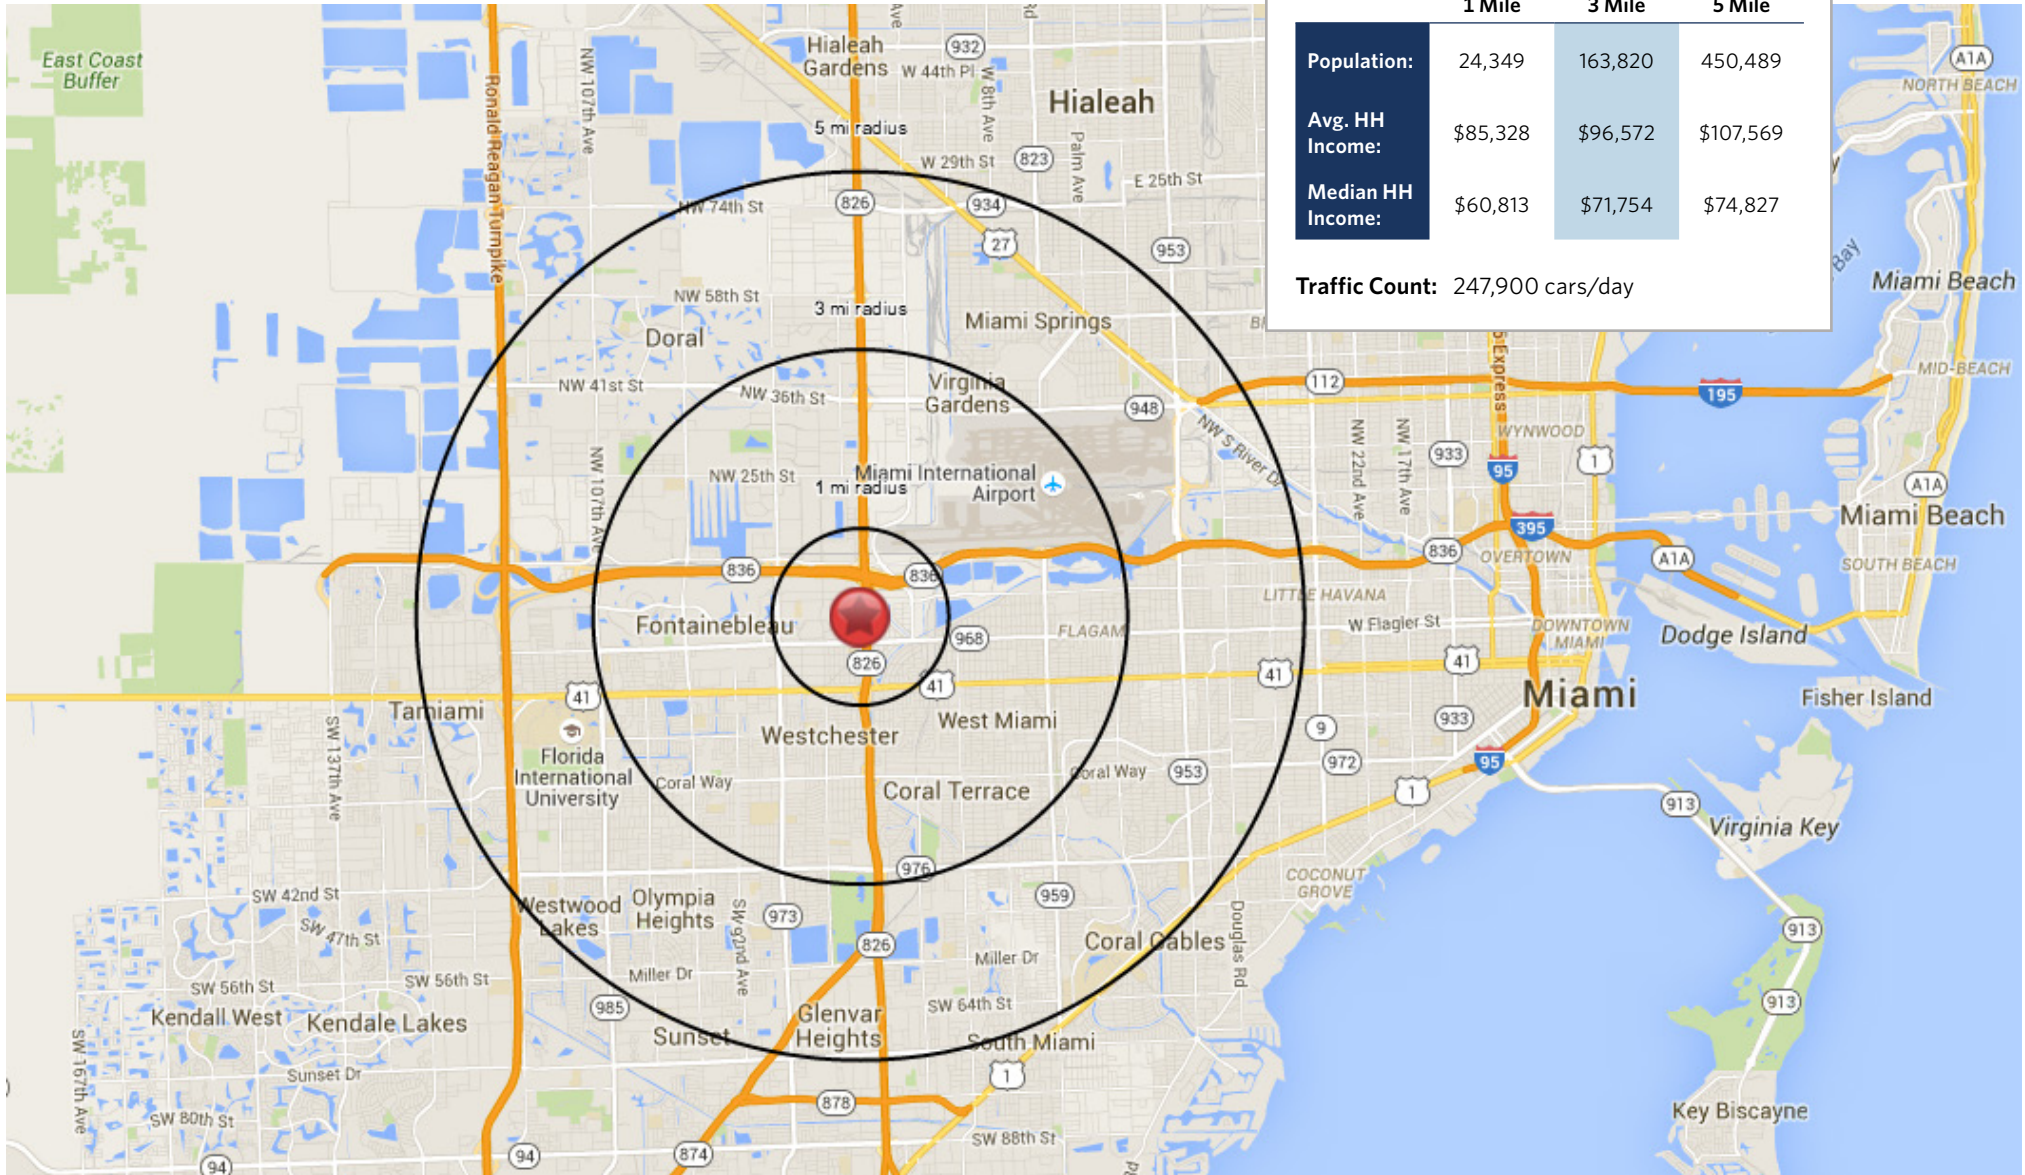 1 Mile 3 Mile 5 Mile
Population: 24,349 163,820 450,489
Avg. HH
Income: $85,328 $96,572 $107,569
Median HH
Income: $60,813 $71,754 $74,827
Traffic Count: 247,900 cars/day
East Coast
Buffer
Ronald Reagan Turnpike
NW 107th Ave
Hialeah
Gardens
932
W 44th Pl
W 8th Ave
Ave
Rd
Hialeah
A1A
NORTH BEACH
5 mi radius
W 29th St
823
Palm Ave
E 25th St
NW 74th St
826
934
27
953
Bay
Miami Beach
NW 58th St
3 mi radius
Doral
Miami Springs
Express
MID-BEACH
NW 41st St
NW 36th St
Virginia
Gardens
948
112
195
NW S River Dr
NW 22nd Ave
NW 17th Ave
933
WYNWOOD
95
1
NW 107th Ave
NW 25th St
Miami International
Airport
1 mi radius
A1A
Miami Beach
395
836
836
836
OVERTOWN
A1A
SOUTH BEACH
LITTLE HAVANA
Fontainebleau
968
FLAGAMI
W Flagler St
DOWNTOWN
MIAMI
Dodge Island
826
41
41
41
41
Miami
Fisher Island
Tamiami
SW 137th Ave
Florida
International
University
Westchester
West Miami
9
933
972
95
Coral Way
Coral Way
953
Coral Terrace
1
913
Virginia Key
976
COCONUT
GROVE
SW 42nd St
SW 47th St
Westwood
Lakes
Olympia
Heights
SW 92nd Ave
973
959
Douglas Rd
826
Coral Gables
913
Miller Dr
Miller Dr
SW 56th St
SW 56th St
985
SW 64th St
913
Kendall West
Kendale Lakes
Glenvar
Heights
Sunset
South Miami
SW 167th Ave
Sunset Dr
1
878
SW 80th St
Key Biscayne
SW 88th St
94
94
874